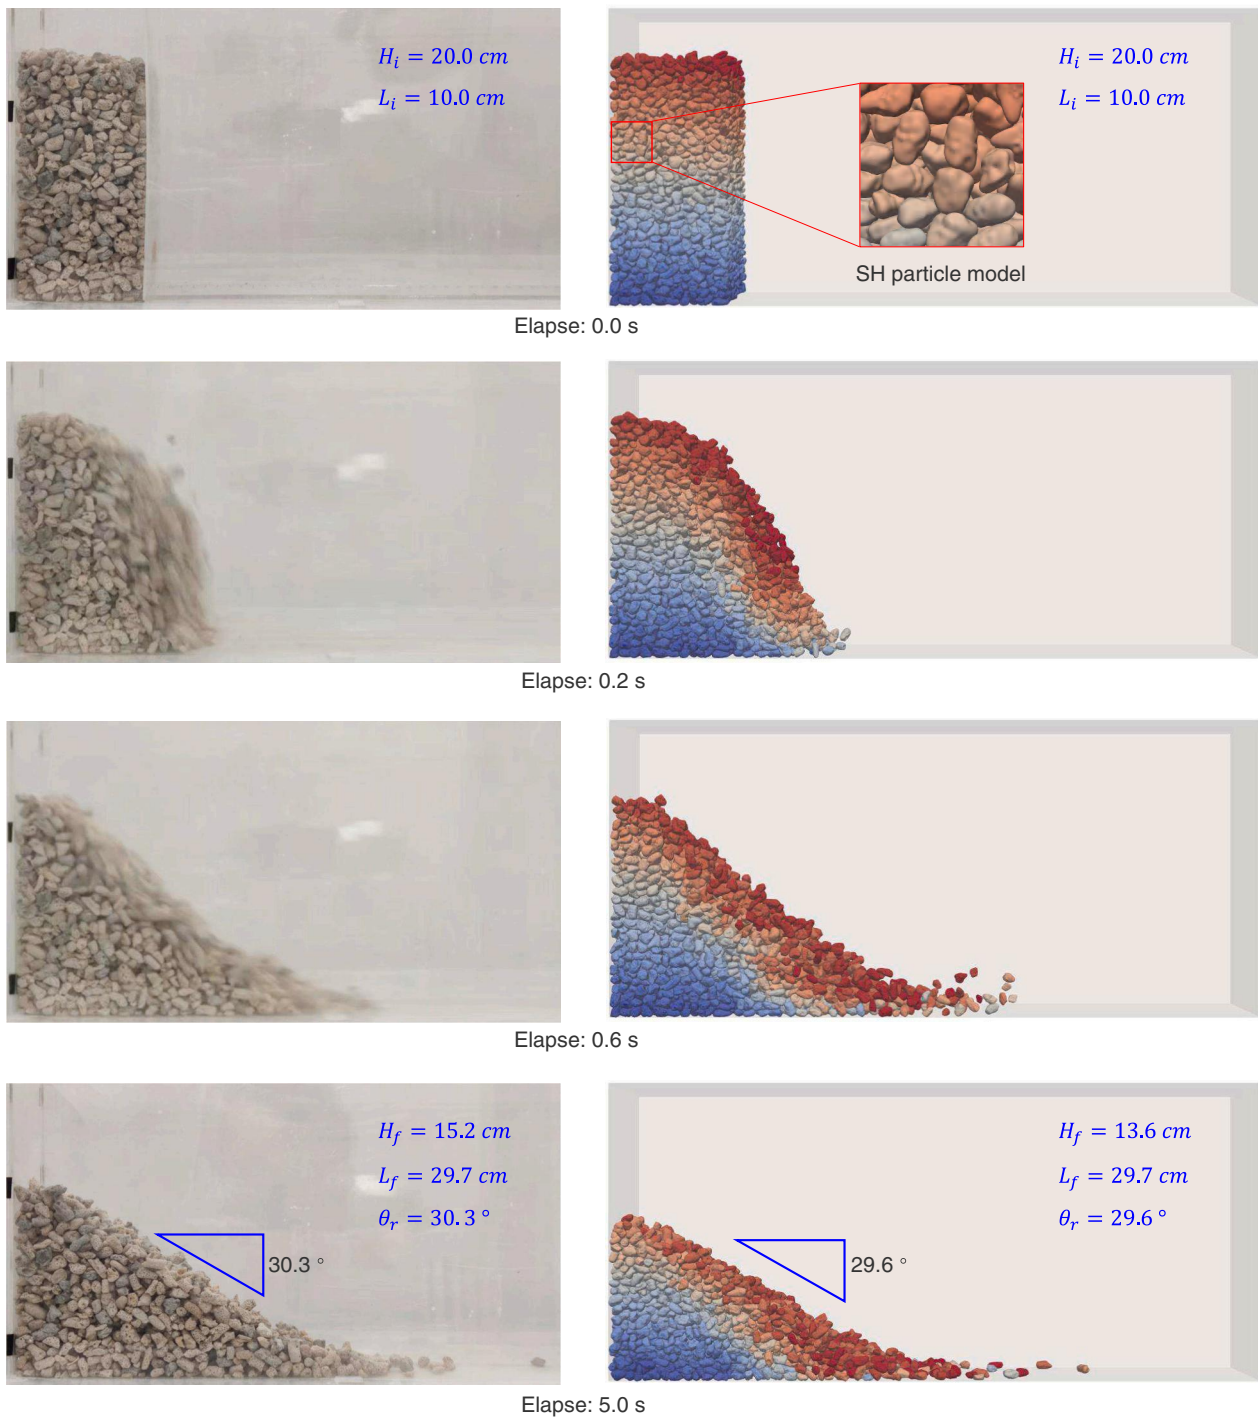 H_i = 20.0 cm
L_i = 10.0 cm
H_i = 20.0 cm
L_i = 10.0 cm
SH particle model
Elapse: 0.0 s
Elapse: 0.2 s
Elapse: 0.6 s
H_f = 15.2 cm
L_f = 29.7 cm
θ_r = 30.3 °
30.3 °
H_f = 13.6 cm
L_f = 29.7 cm
θ_r = 29.6 °
29.6 °
Elapse: 5.0 s